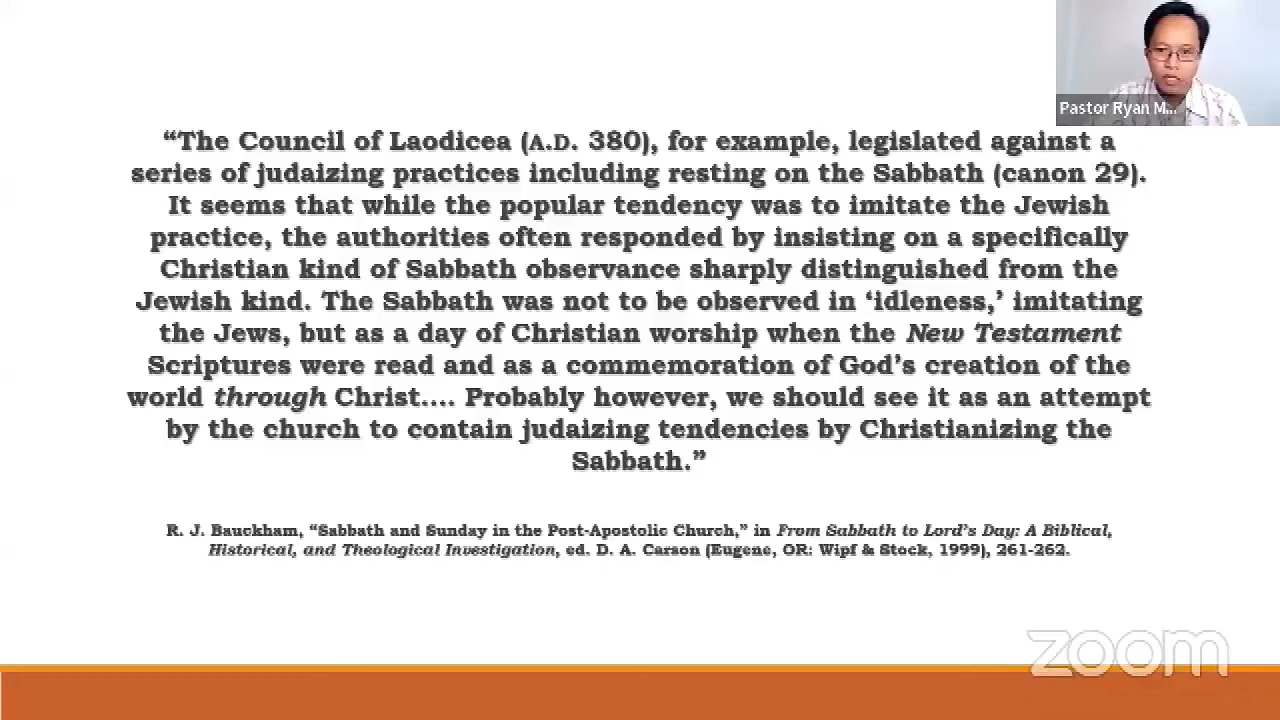 Pastor Ryan M...
“The Council of Laodicea (A.D. 380), for example, legislated against a
series of judaizing practices including resting on the Sabbath (canon 29).
It seems that while the popular tendency was to imitate the Jewish
practice, the authorities often responded by insisting on a specifically
Christian kind of Sabbath observance sharply distinguished from the
Jewish kind. The Sabbath was not to be observed in ‘idleness,’ imitating
the Jews, but as a day of Christian worship when the New Testament
Scriptures were read and as a commemoration of God’s creation of the
world through Christ…. Probably however, we should see it as an attempt
by the church to contain judaizing tendencies by Christianizing the
Sabbath.”
R. J. Bauckham, “Sabbath and Sunday in the Post-Apostolic Church,” in From Sabbath to Lord’s Day: A Biblical,
Historical, and Theological Investigation, ed. D. A. Carson (Eugene, OR: Wipf & Stock, 1999), 261-262.
zoom